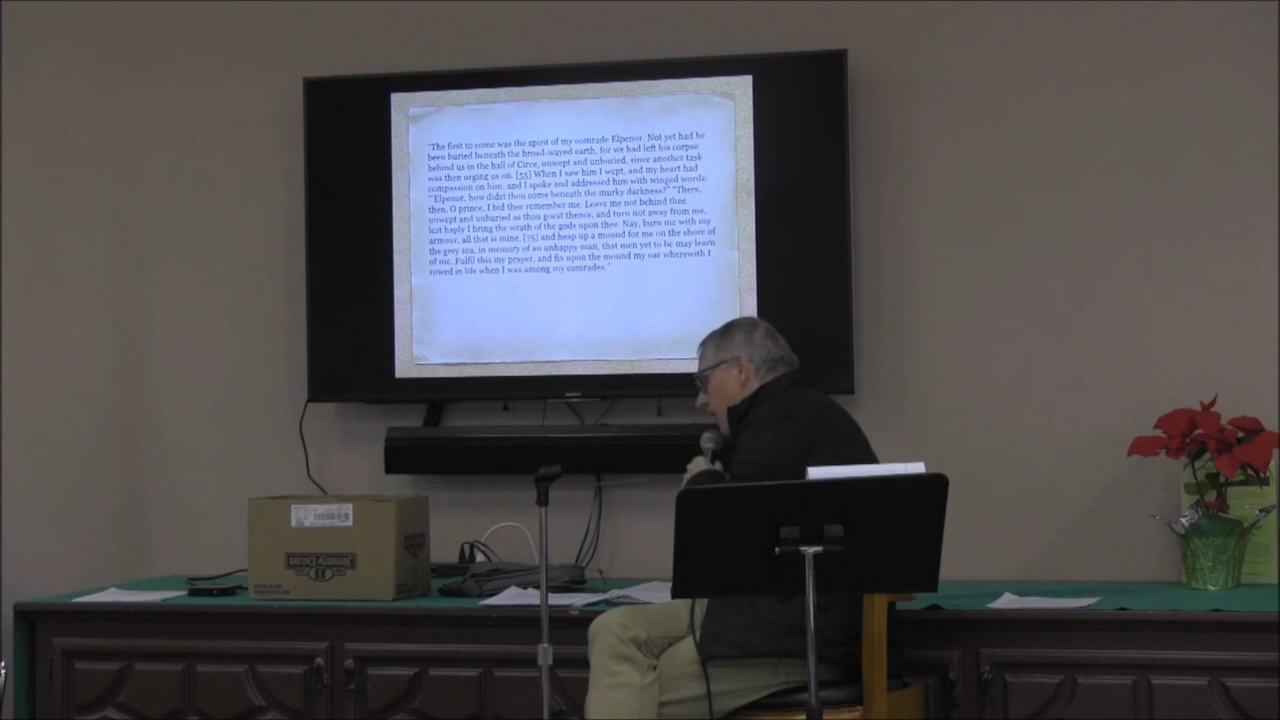 "The first to come was the spirit of my comrade Elpenor. Not yet had he
been buried beneath the broad-wayed earth, for we had left his corpse
behind us in the hall of Circe, unwept and unburied, since another task
was then urging us on. [55] When I saw him I wept, and my heart had
compassion on him, and I spoke and addressed him with winged words:
"'Elpenor, how didst thou come beneath the murky darkness?' "There,
then, O prince, I bid thee remember me. Leave me not behind thee
unwept and unburied as thou goest thence, and turn not away from me,
lest haply I bring the wrath of the gods upon thee. Nay, burn me with my
armour, all that is mine, [75] and heap up a mound for me on the shore of
the grey sea, in memory of an unhappy man, that men yet to be may learn
of me. Fulfil this my prayer, and fix upon the mound my oar wherewith I
rowed in life when I was among my comrades."
SONY
Jimmy Dean